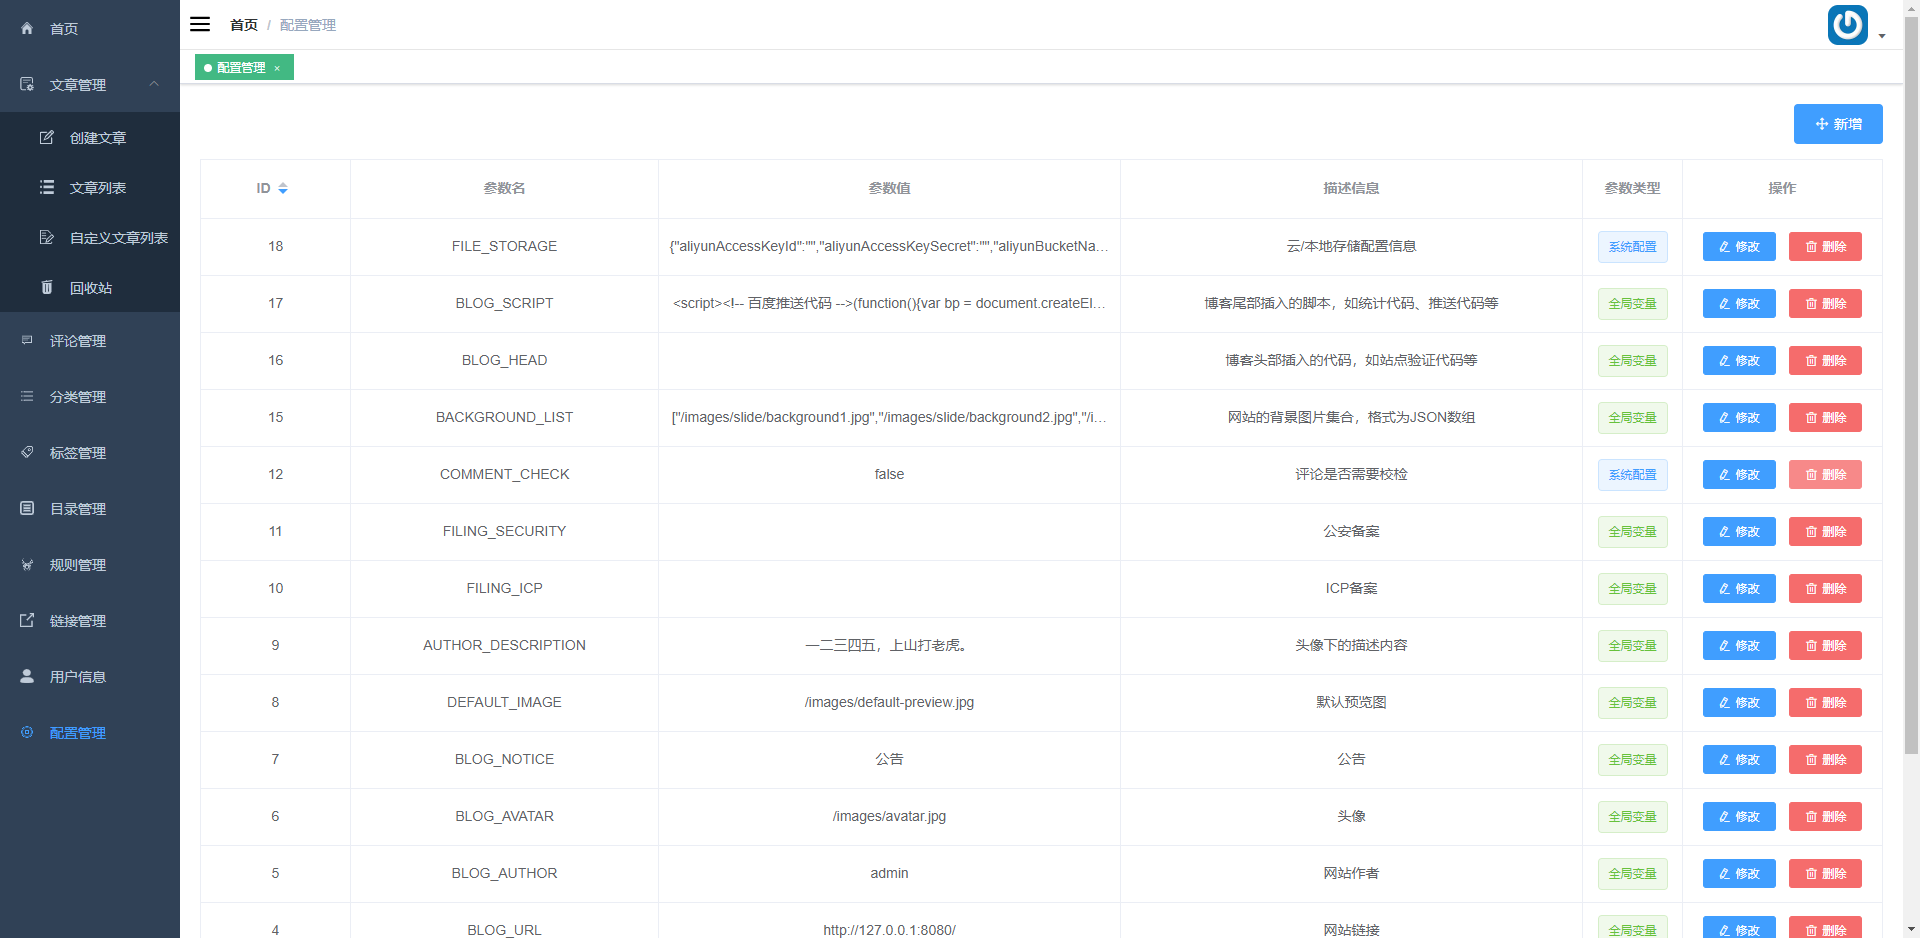 首页
文章管理
创建文章
文章列表
自定义文章列表
回收站
评论管理
分类管理
标签管理
目录管理
规则管理
链接管理
用户信息
配置管理
首页 / 配置管理
配置管理 ×
新增
ID 参数名 参数值 描述信息 参数类型 操作
18 FILE_STORAGE {"aliyunAccessKeyId":"","aliyunAccessKeySecret":"","aliyunBucketNa... 云/本地存储配置信息 系统配置 修改 删除
17 BLOG_SCRIPT <script><!-- 百度推送代码 -->(function(){var bp = document.createEl... 博客尾部插入的脚本，如统计代码、推送代码等 全局变量 修改 删除
16 BLOG_HEAD 博客头部插入的代码，如站点验证代码等 全局变量 修改 删除
15 BACKGROUND_LIST ["/images/slide/background1.jpg","/images/slide/background2.jpg","/i... 网站的背景图片集合，格式为JSON数组 全局变量 修改 删除
12 COMMENT_CHECK false 评论是否需要校检 系统配置 修改 删除
11 FILING_SECURITY 公安备案 全局变量 修改 删除
10 FILING_ICP ICP备案 全局变量 修改 删除
9 AUTHOR_DESCRIPTION 一二三四五，上山打老虎。 头像下的描述内容 全局变量 修改 删除
8 DEFAULT_IMAGE /images/default-preview.jpg 默认预览图 全局变量 修改 删除
7 BLOG_NOTICE 公告 公告 全局变量 修改 删除
6 BLOG_AVATAR /images/avatar.jpg 头像 全局变量 修改 删除
5 BLOG_AUTHOR admin 网站作者 全局变量 修改 删除
4 BLOG_URL http://127.0.0.1:8080/ 网站链接 全局变量 修改 删除